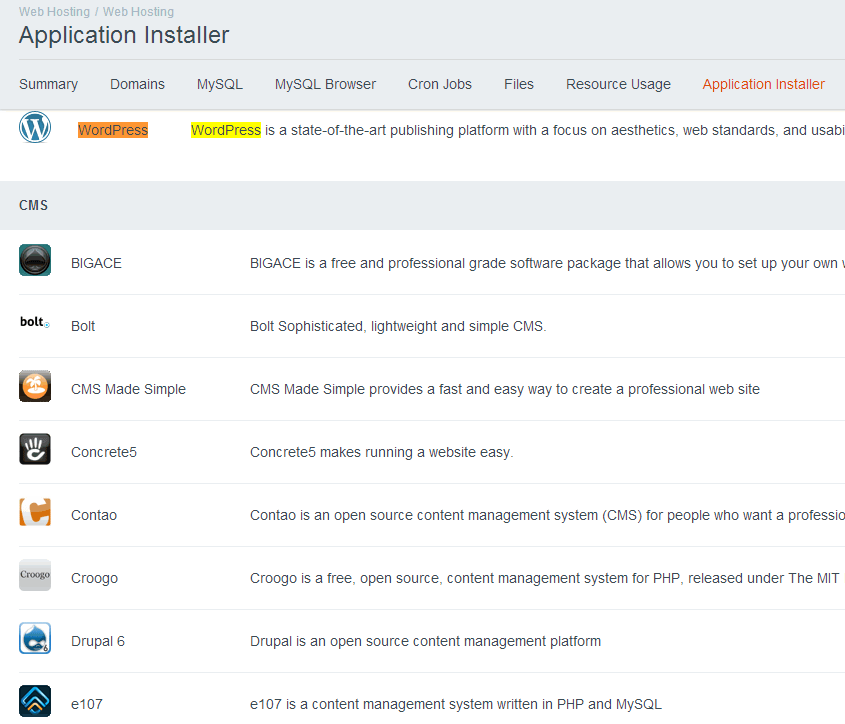 Web Hosting / Web Hosting
Application Installer
Summary Domains MySQL MySQL Browser Cron Jobs Files Resource Usage Application Installer
WordPress WordPress is a state-of-the-art publishing platform with a focus on aesthetics, web standards, and usabi
CMS
BIGACE BIGACE is a free and professional grade software package that allows you to set up your own w
bolt. Bolt Bolt Sophisticated, lightweight and simple CMS.
CMS Made Simple CMS Made Simple provides a fast and easy way to create a professional web site
Concrete5 Concrete5 makes running a website easy.
Contao Contao is an open source content management system (CMS) for people who want a professio
Croogo Croogo Croogo is a free, open source, content management system for PHP, released under The MIT
6 Drupal 6 Drupal is an open source content management platform
e107 e107 is a content management system written in PHP and MySQL